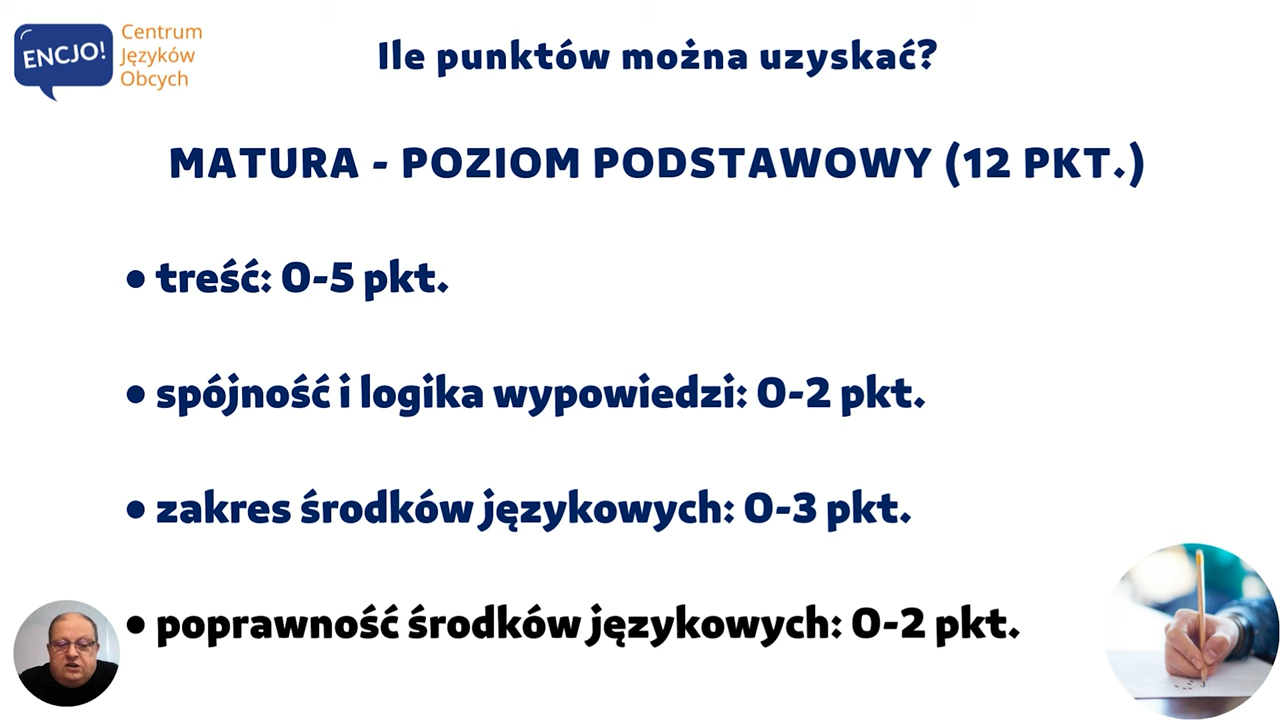 ENCJO!
Centrum
Języków
Obcych
Ile punktów można uzyskać?
MATURA - POZIOM PODSTAWOWY (12 PKT.)
• treść: 0-5 pkt.
• spójność i logika wypowiedzi: 0-2 pkt.
• zakres środków językowych: 0-3 pkt.
• poprawność środków językowych: 0-2 pkt.